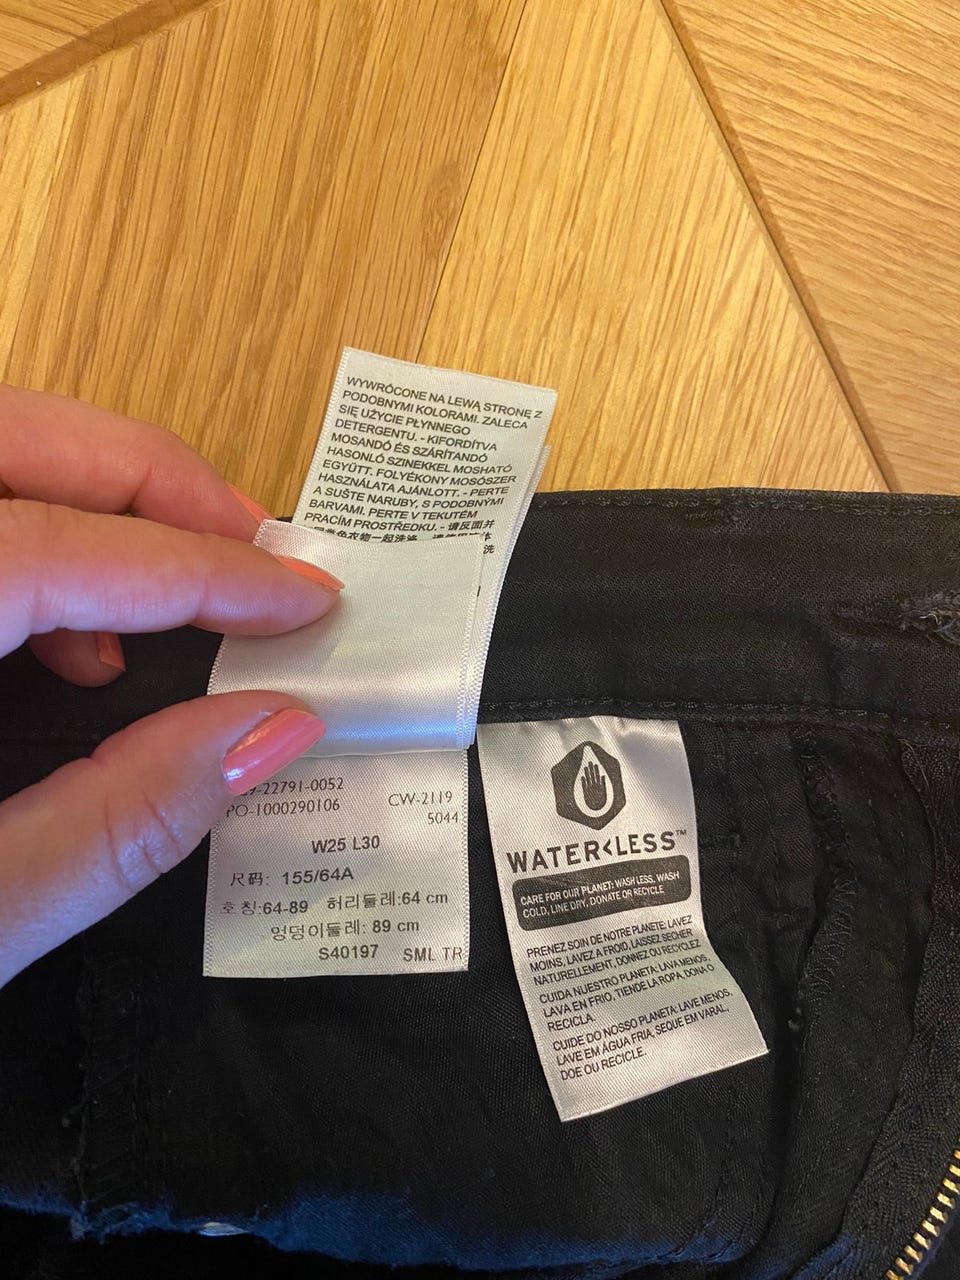 WYWRÓCONE NA LEWĄ STRONĘ Z
PODOBNYMI KOLORAMI. ZALECA
SIĘ UŻYCIE PŁYNNEGO
DETERGENTU. - KIFORDÍTVA
MOSANDÓ ÉS SZÁRÍTANDÓ
HASONLÓ SZINEKKEL MOSHATÓ
EGYÜTT. FOLYÉKONY MOSÓSZER
HASZNÁLATA AJÁNLOTT. - PERTE
A SUŠTE NARUBY, S PODOBNÝMI
BARVAMI. PERTE V TEKUTÉM
PRACÍM PROSTŘEDKU. - 请反面并
洗
-22791-0052
PO-1000290106 CW-2119
5044
W25 L30
尺码: 155/64A
호칭:64-89 허리둘레:64 cm
엉덩이둘레: 89 cm
S40197 SML TR
WATER<LESS™
CARE FOR OUR PLANET: WASH LESS, WASH
COLD, LINE DRY, DONATE OR RECYCLE
PRENEZ SOIN DE NOTRE PLANETE: LAVEZ
MOINS, LAVEZ A FROID, LAISSEZ SECHER
NATURELLEMENT, DONNEZ OU RECYCLEZ
CUIDA NUESTRO PLANETA: LAVA MENOS,
LAVA EN FRIO, TIENDE LA ROPA, DONA O
RECICLA.
CUIDE DO NOSSO PLANETA: LAVE MENOS,
LAVE EM ÁGUA FRIA, SEQUE EM VARAL,
DOE OU RECICLE.